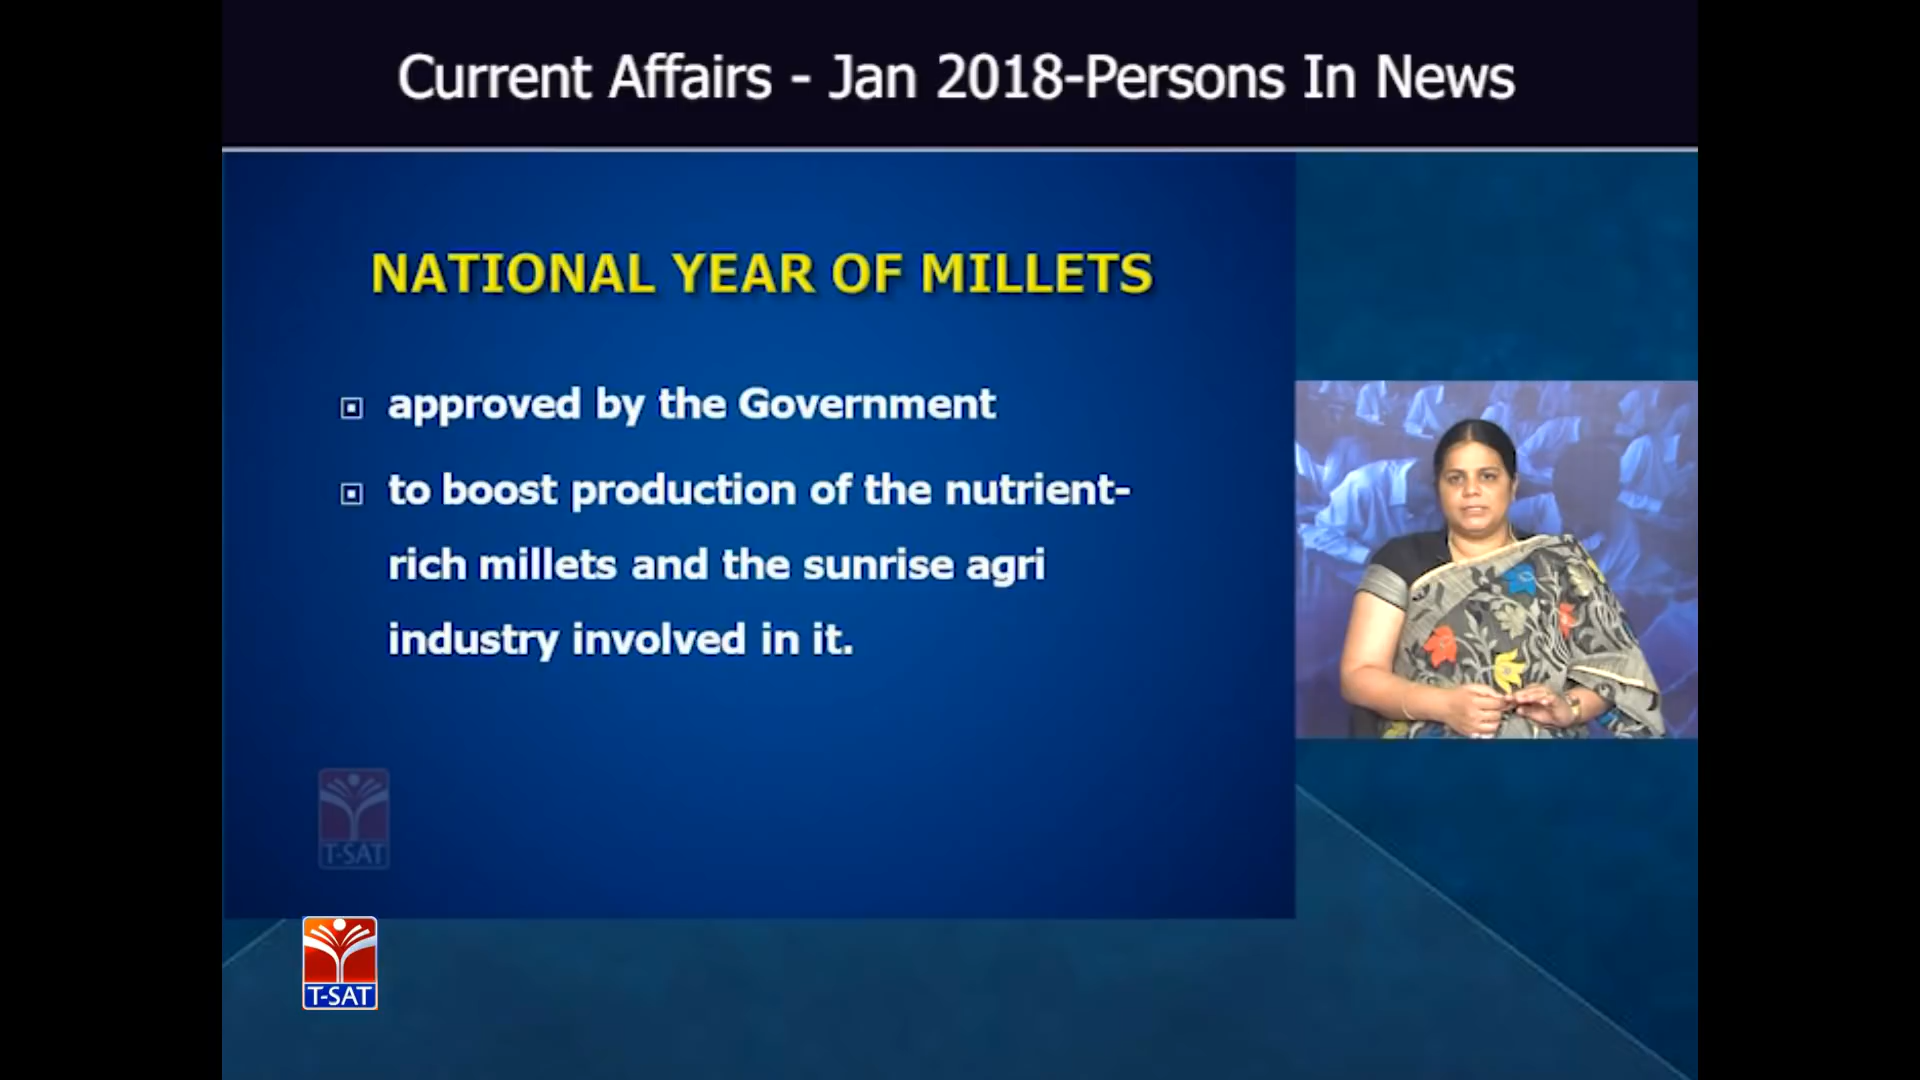 Current Affairs - Jan 2018-Persons In News
NATIONAL YEAR OF MILLETS
approved by the Government
to boost production of the nutrient-
rich millets and the sunrise agri
industry involved in it.
T-SAT
T-SAT